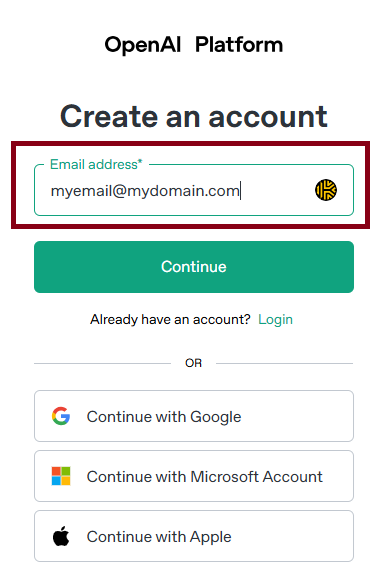 OpenAI Platform
Create an account
Email address*
myemail@mydomain.com
Continue
Already have an account? Login
OR
Continue with Google
Continue with Microsoft Account
Continue with Apple